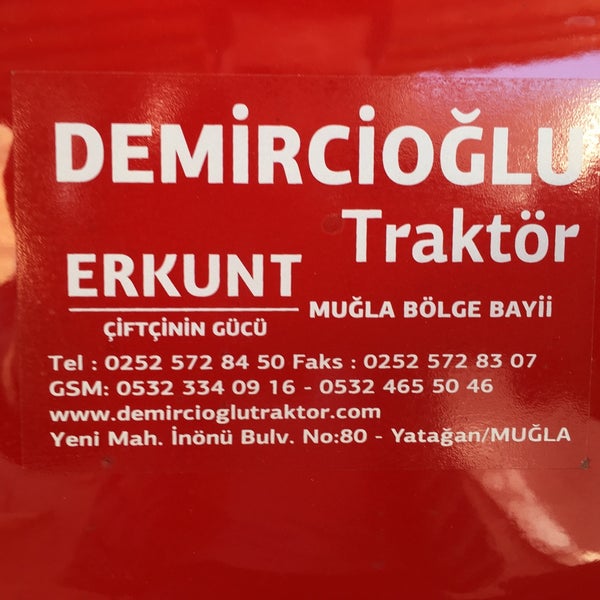 DEMİRCİOĞLU
Traktör
ERKUNT
ÇİFTÇİNİN GÜCÜ
MUĞLA BÖLGE BAYİİ
Tel : 0252 572 84 50 Faks : 0252 572 83 07
GSM: 0532 334 09 16 - 0532 465 50 46
www.demircioglutraktor.com
Yeni Mah. İnönü Bulv. No:80 - Yatağan/MUĞLA